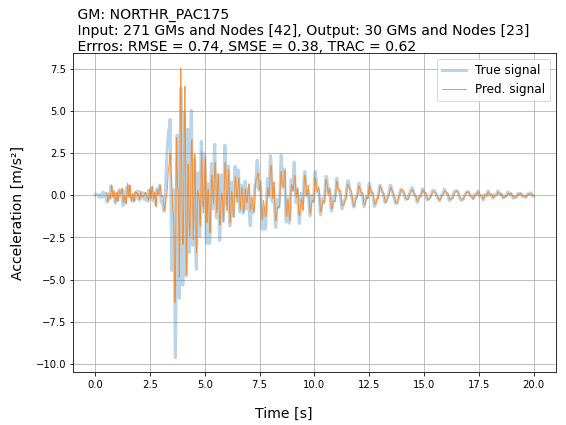 GM: NORTHR_PAC175
Input: 271 GMs and Nodes [42], Output: 30 GMs and Nodes [23]
Errros: RMSE = 0.74, SMSE = 0.38, TRAC = 0.62
True signal
Pred. signal
7.5
5.0
2.5
0.0
−2.5
−5.0
−7.5
−10.0
Acceleration [m/s²]
0.0 2.5 5.0 7.5 10.0 12.5 15.0 17.5 20.0
Time [s]